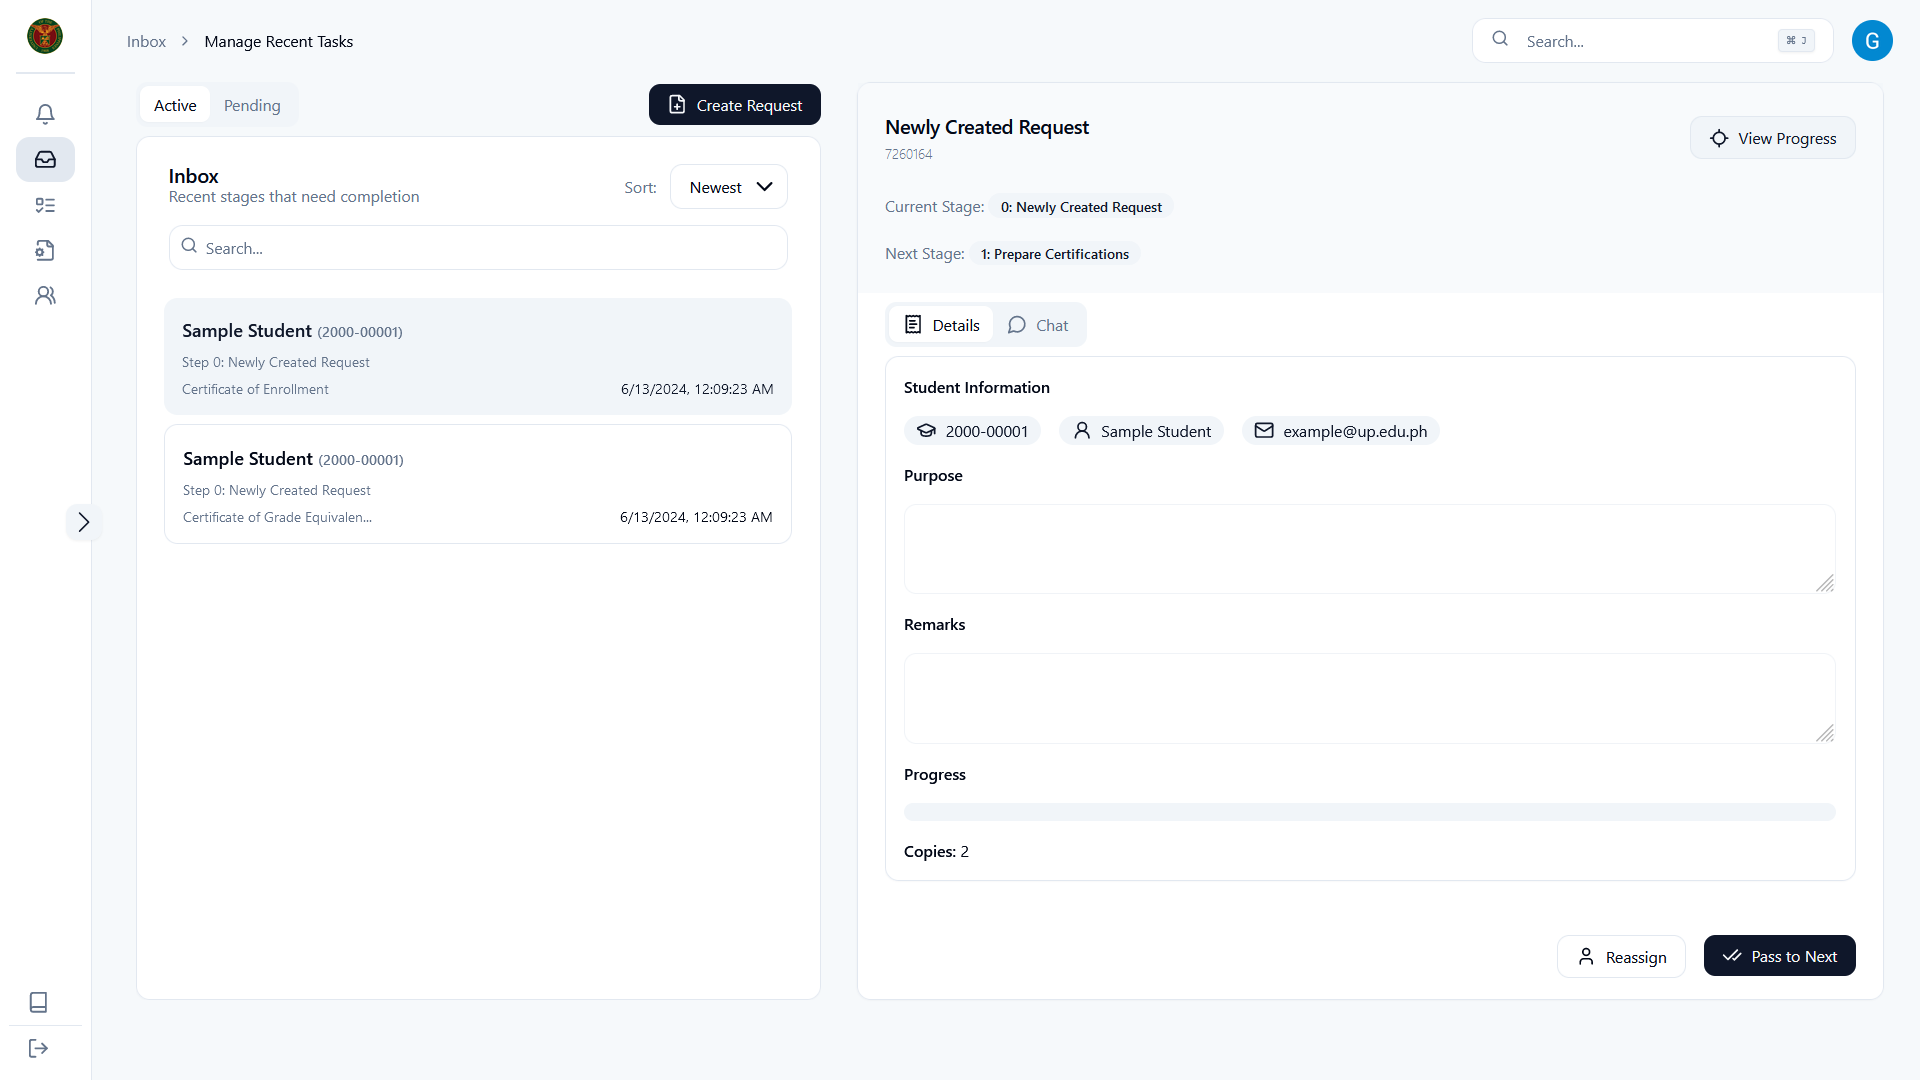 Inbox > Manage Recent Tasks
Search...
⌘ J
G
Active
Pending
Create Request
Inbox
Recent stages that need completion
Sort:
Newest
Search...
Sample Student (2000-00001)
Step 0: Newly Created Request
Certificate of Enrollment
6/13/2024, 12:09:23 AM
Sample Student (2000-00001)
Step 0: Newly Created Request
Certificate of Grade Equivalen...
6/13/2024, 12:09:23 AM
Newly Created Request
7260164
View Progress
Current Stage: 0: Newly Created Request
Next Stage: 1: Prepare Certifications
Details
Chat
Student Information
2000-00001
Sample Student
example@up.edu.ph
Purpose
Remarks
Progress
Copies: 2
Reassign
Pass to Next